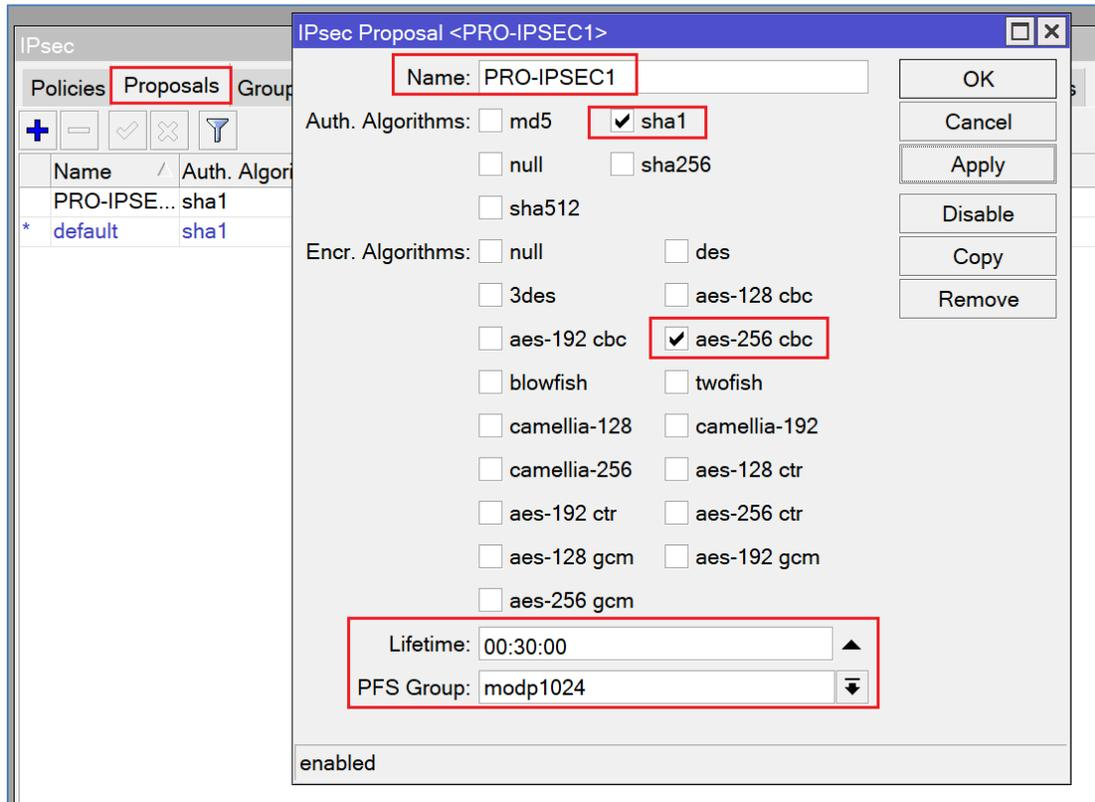 IPsec
IPsec Proposal <PRO-IPSEC1>
Policies Proposals Group
Name: PRO-IPSEC1
OK
Auth. Algorithms: md5 sha1
Cancel
null sha256
Apply
sha512
Disable
Name Auth. Algori
PRO-IPSE... sha1
* default sha1
Encr. Algorithms: null des
Copy
3des aes-128 cbc
Remove
aes-192 cbc aes-256 cbc
blowfish twofish
camellia-128 camellia-192
camellia-256 aes-128 ctr
aes-192 ctr aes-256 ctr
aes-128 gcm aes-192 gcm
aes-256 gcm
Lifetime: 00:30:00
PFS Group: modp1024
enabled